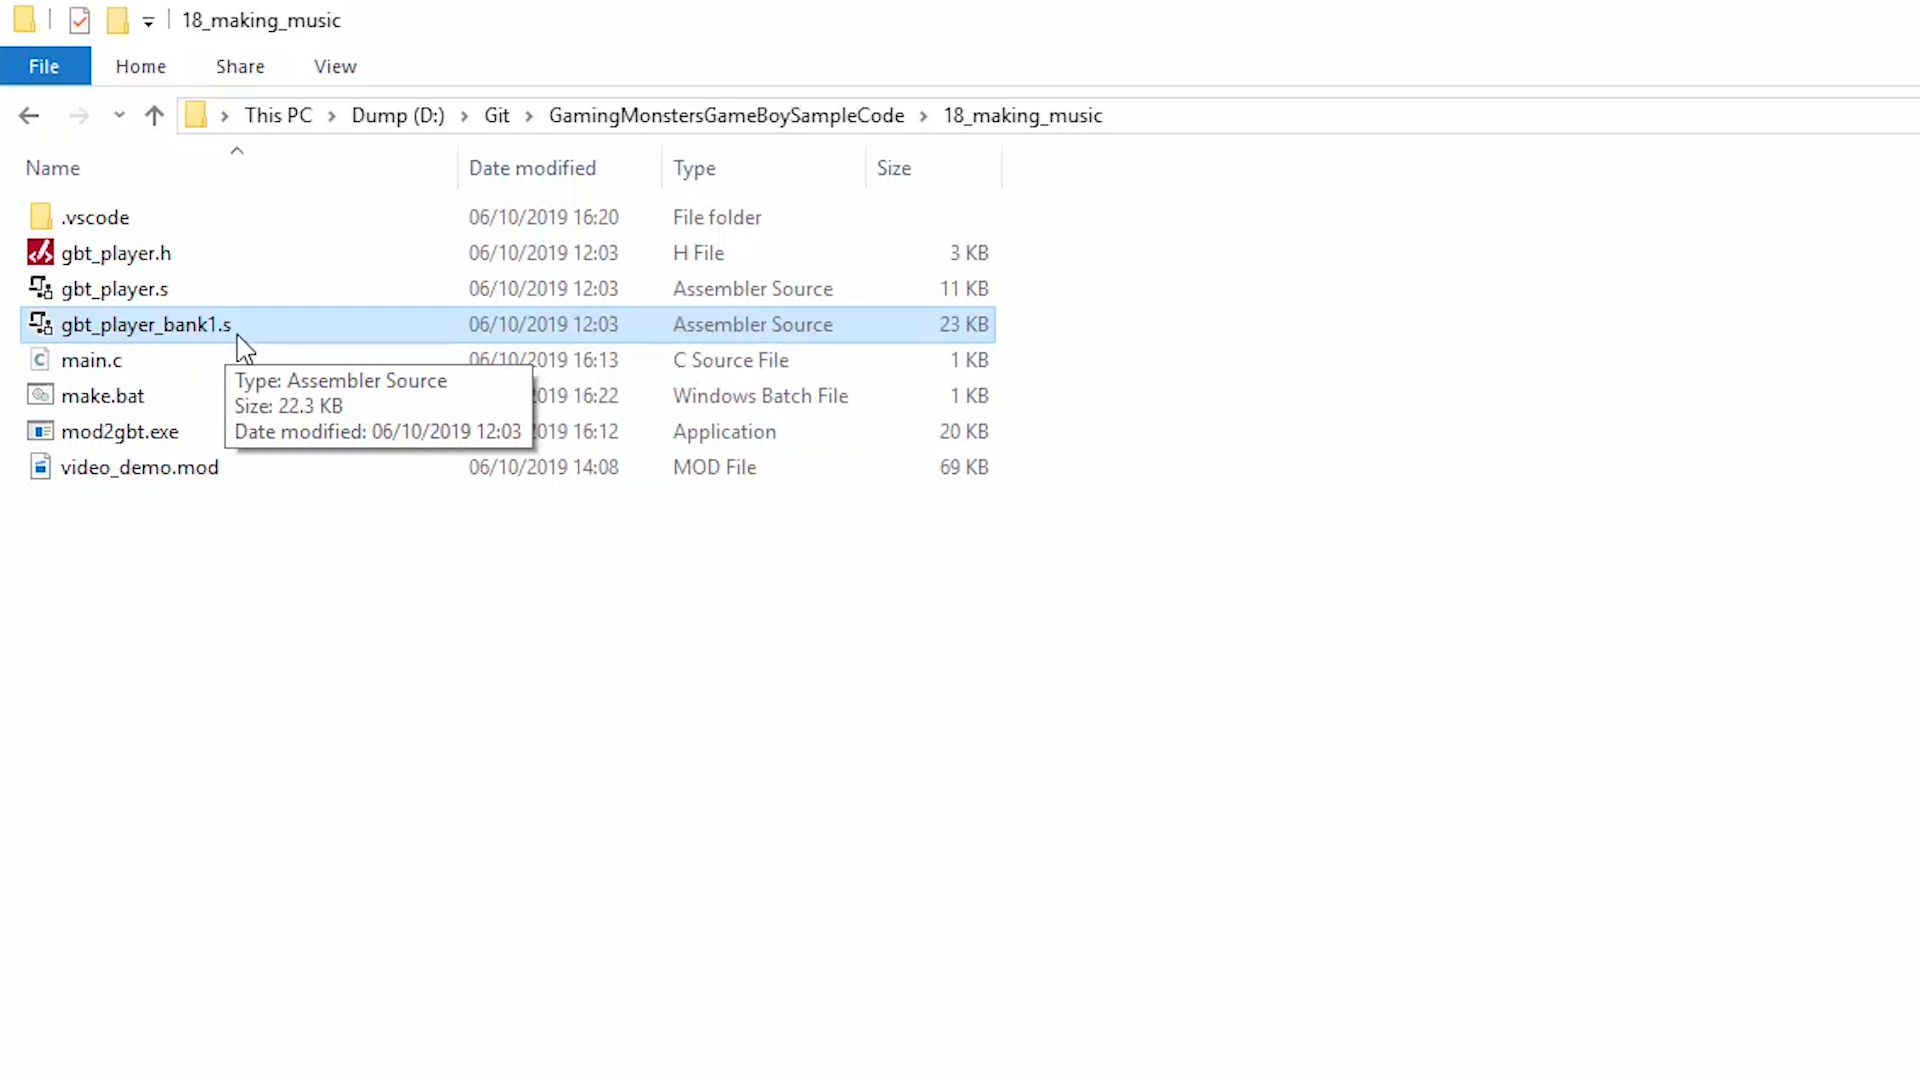 18_making_music
File Home Share View
This PC > Dump (D:) > Git > GamingMonstersGameBoySampleCode > 18_making_music
Name Date modified Type Size
.vscode 06/10/2019 16:20 File folder
gbt_player.h 06/10/2019 12:03 H File 3 KB
gbt_player.s 06/10/2019 12:03 Assembler Source 11 KB
gbt_player_bank1.s 06/10/2019 12:03 Assembler Source 23 KB
main.c 06/10/2019 16:13 C Source File 1 KB
Type: Assembler Source
make.bat 2019 16:22 Windows Batch File 1 KB
Size: 22.3 KB
mod2gbt.exe 2019 16:12 Application 20 KB
Date modified: 06/10/2019 12:03
video_demo.mod 06/10/2019 14:08 MOD File 69 KB